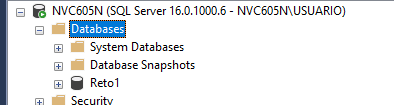 NVC605N (SQL Server 16.0.1000.6 - NVC605N\USUARIO)
Databases
System Databases
Database Snapshots
Reto1
Security